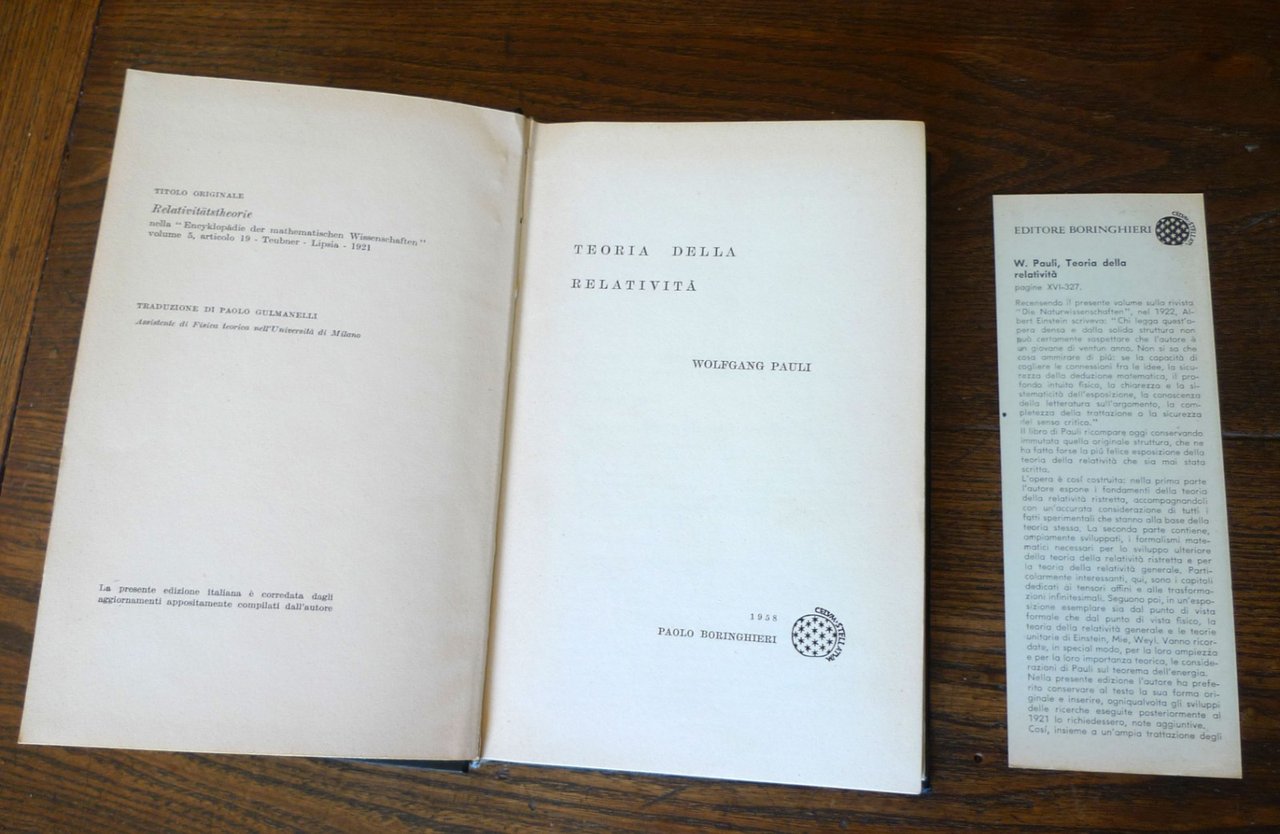 TITOLO ORIGINALE
Relativitätstheorie
nella "Encyklopädie der mathematischen Wissenschaften"
volume 5, articolo 19 - Teubner - Lipsia - 1921
TRADUZIONE DI PAOLO GULMANELLI
Assistente di Fisica teorica nell'Università di Milano
La presente edizione italiana è corredata dagli
aggiornamenti appositamente compilati dall'autore
TEORIA DELLA
RELATIVITÀ
WOLFGANG PAULI
1958
PAOLO BORINGHIERI
CELUM STELLATUM
EDITORE BORINGHIERI
CELUM STELLATUM
W. Pauli, Teoria della
relatività
pagine XVI-327.
Recensendo il presente volume sulla rivista
"Die Naturwissenschaften", nel 1922, Al-
bert Einstein scriveva: "Chi legga quest'o-
pera densa e dalla solida struttura non
può certamente sospettare che l'autore è
un giovane di ventun anno. Non si sa che
cosa ammirare di piú: se la capacità di
cogliere le connessioni fra le idee, la sicu-
rezza della deduzione matematica, il pro-
fondo intuito fisico, la chiarezza e la si-
stematicità dell'esposizione, la conoscenza
della letteratura sull'argomento, la com-
pletezza della trattazione o la sicurezza
del senso critico."
Il libro di Pauli ricompare oggi conservando
immutata quella originale struttura, che ne
ha fatto forse la piú felice esposizione della
teoria della relatività che sia mai stata
scritta.
L'opera è cosí costruita: nella prima parte
l'autore espone i fondamenti della teoria
della relatività ristretta, accompagnandoli
con un'accurata considerazione di tutti i
fatti sperimentali che stanno alla base della
teoria stessa. La seconda parte contiene,
ampiamente sviluppati, i formalismi mate-
matici necessari per lo sviluppo ulteriore
della teoria della relatività ristretta e per
la teoria della relatività generale. Parti-
colarmente interessanti, qui, sono i capitoli
dedicati ai tensori affini e alle trasforma-
zioni infinitesimali. Seguono poi, in un'espo-
sizione esemplare sia dal punto di vista
formale che dal punto di vista fisico, la
teoria della relatività generale e le teorie
unitarie di Einstein, Mie, Weyl. Vanno ricor-
date, in special modo, per la loro ampiezza
e per la loro importanza teorica, le conside-
razioni di Pauli sul teorema dell'energia.
Nella presente edizione l'autore ha prefe-
rito conservare al testo la sua forma ori-
ginale e inserire, ogniqualvolta gli sviluppi
delle ricerche eseguite posteriormente al
1921 lo richiedessero, note aggiuntive.
Cosí, insieme a un'ampia trattazione degli